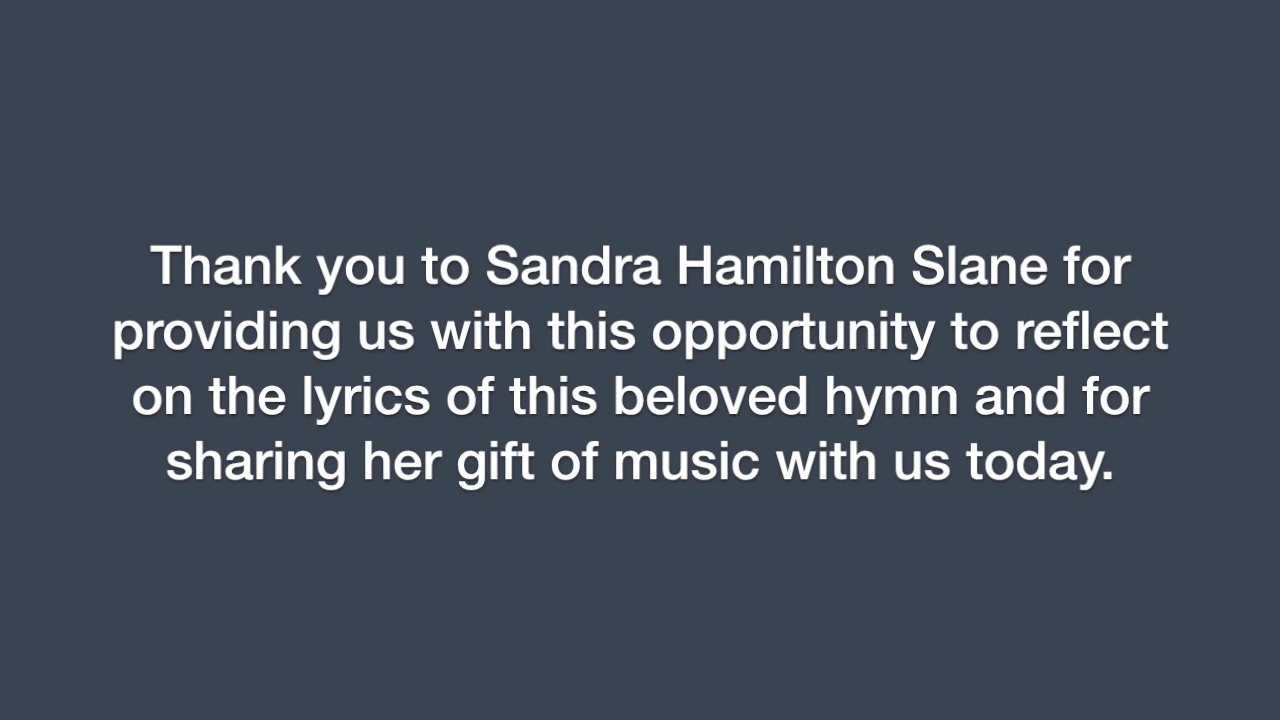 Thank you to Sandra Hamilton Slane for
providing us with this opportunity to reflect
on the lyrics of this beloved hymn and for
sharing her gift of music with us today.